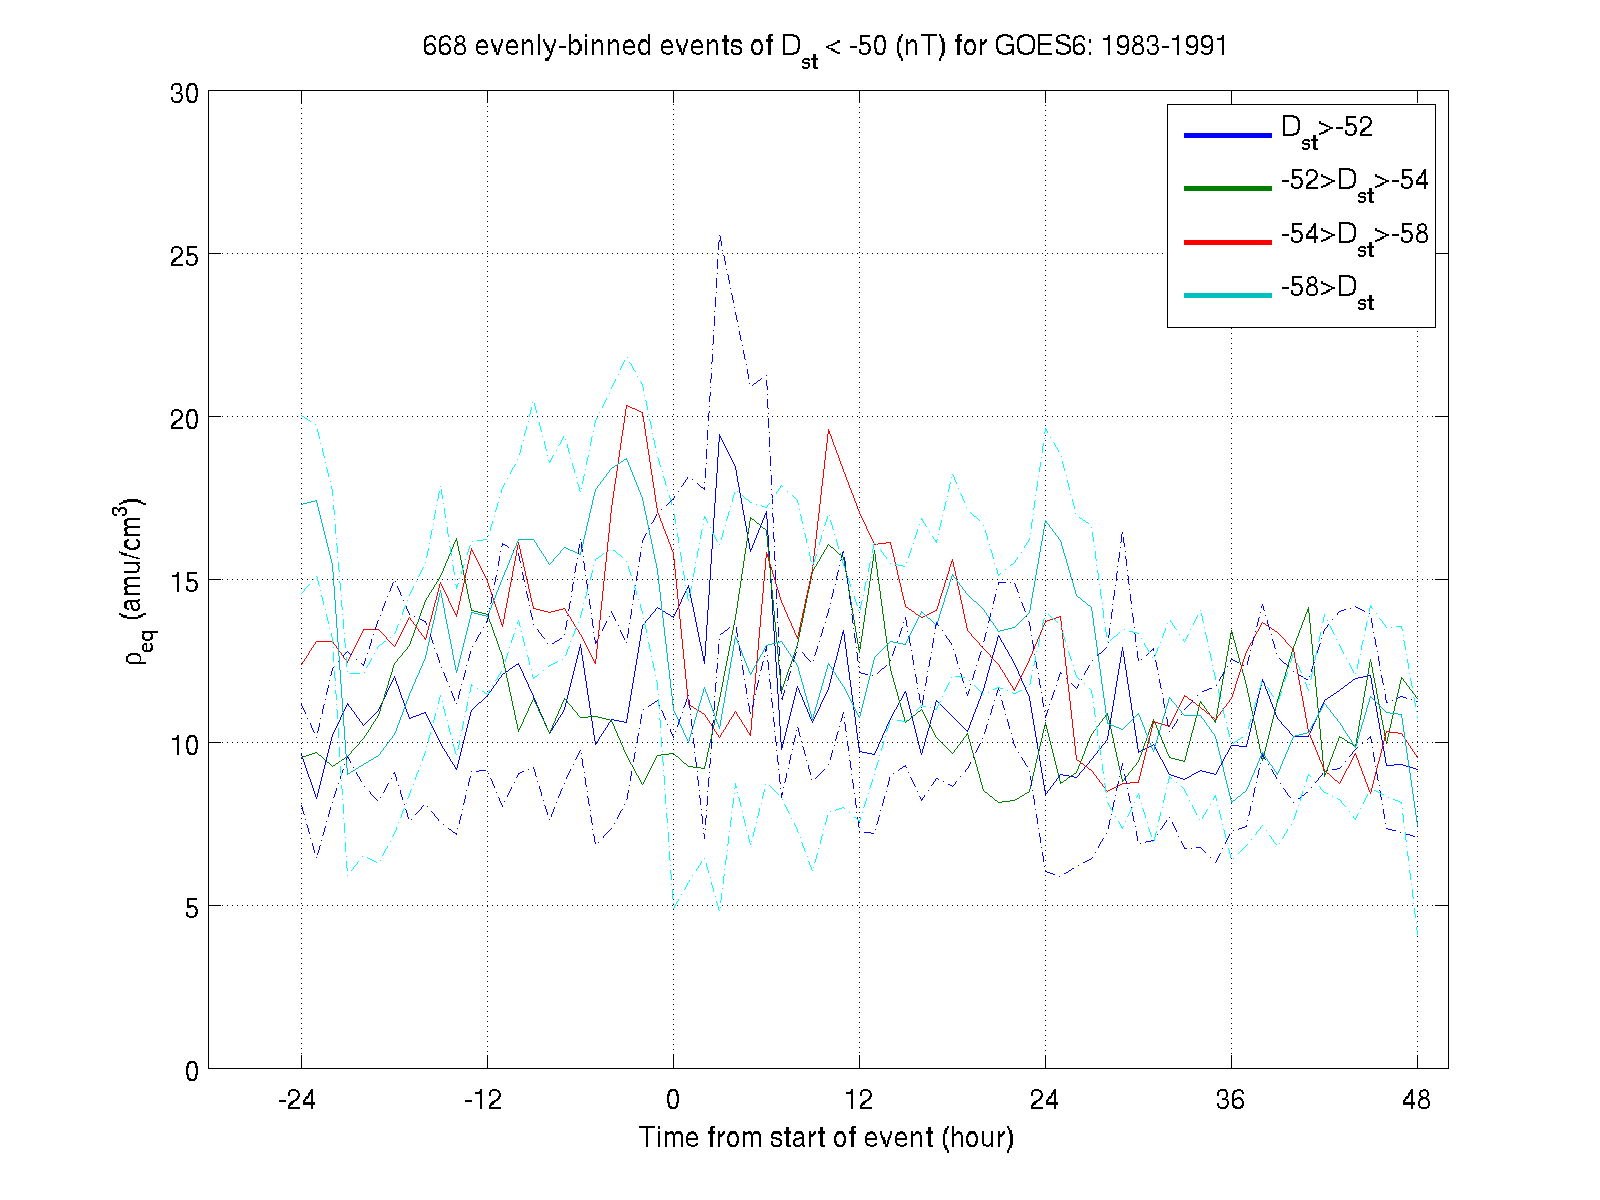 668 evenly-binned events of Dst < -50 (nT) for GOES6: 1983-1991
30
25
20
15
10
5
0
ρeq (amu/cm³)
Dst>-52
-52>Dst>-54
-54>Dst>-58
-58>Dst
-24 -12 0 12 24 36 48
Time from start of event (hour)